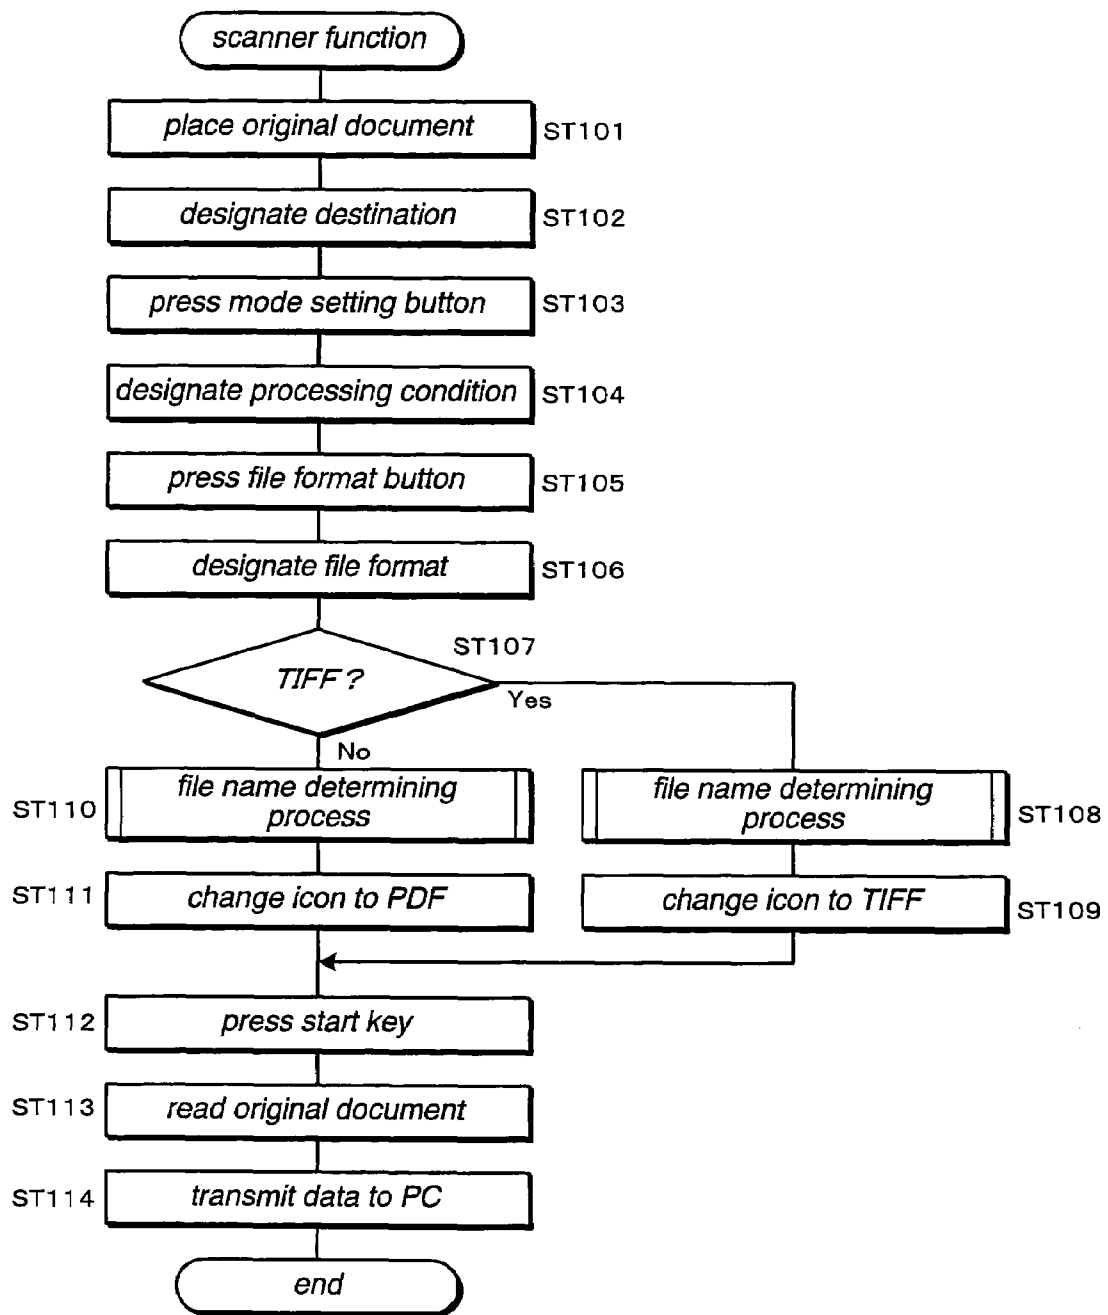 scanner function
place original document
ST101
designate destination
ST102
press mode setting button
ST103
designate processing condition
ST104
press file format button
ST105
designate file format
ST106
ST107
TIFF ?
Yes
No
ST110
file name determining
process
file name determining
process
ST108
ST111
change icon to PDF
change icon to TIFF
ST109
ST112
press start key
ST113
read original document
ST114
transmit data to PC
end